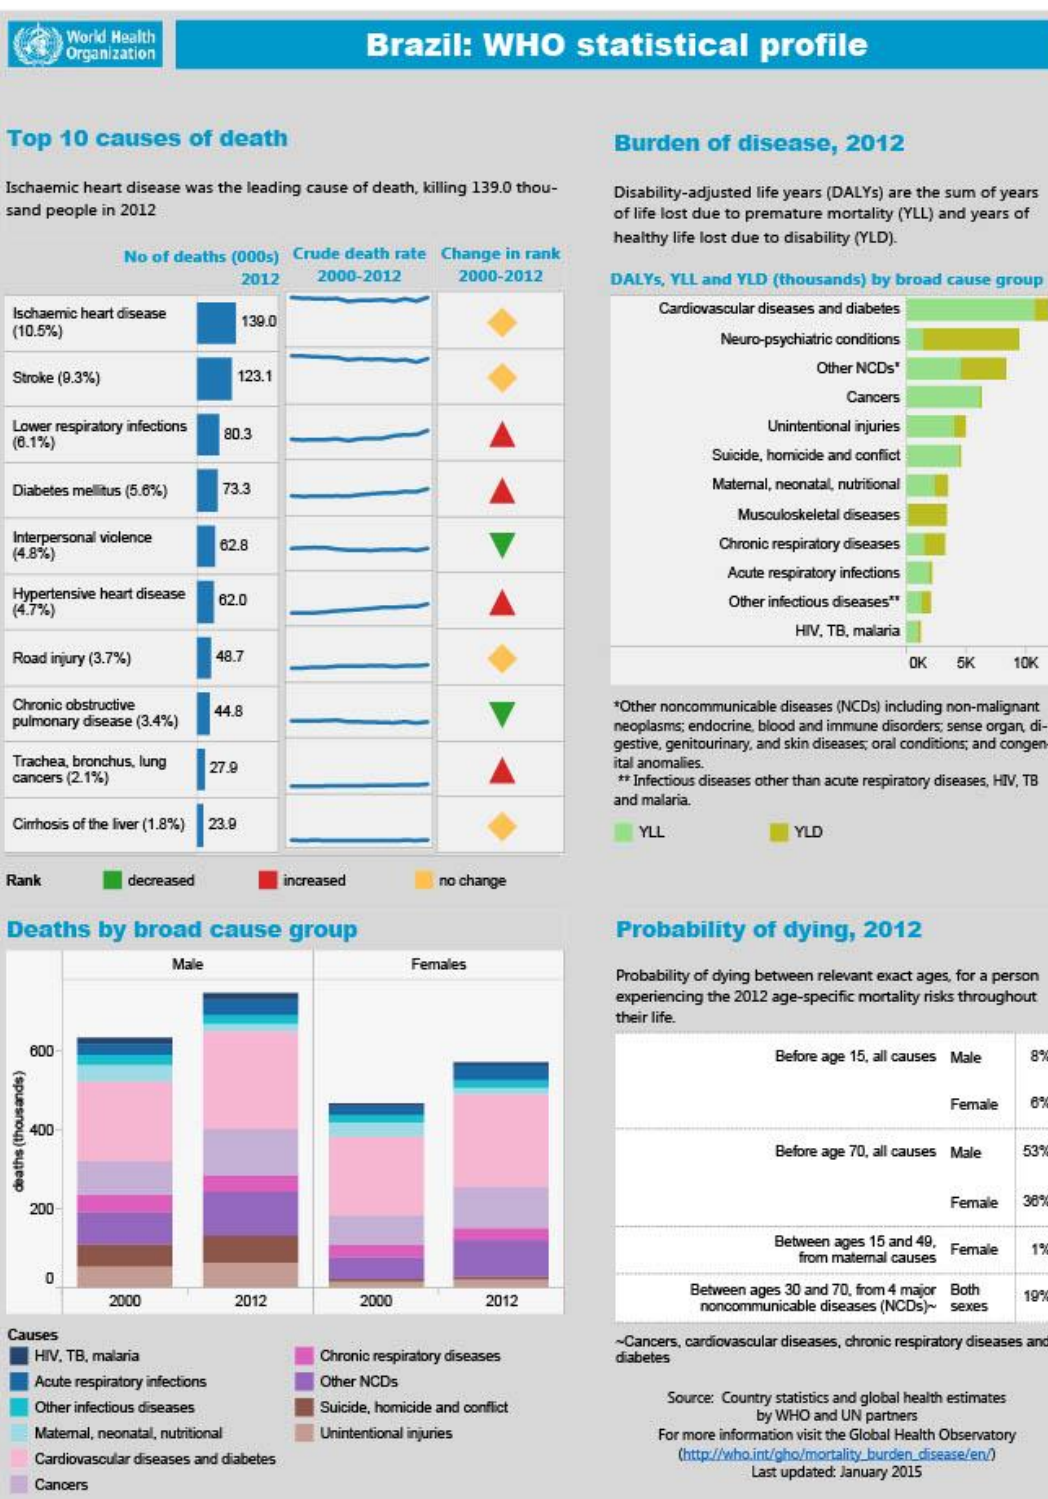 World Health
Organization
Brazil: WHO statistical profile
Top 10 causes of death
Ischaemic heart disease was the leading cause of death, killing 139.0 thou-
sand people in 2012
No of deaths (000s)
2012
Crude death rate
2000-2012
Change in rank
2000-2012
Ischaemic heart disease
(10.5%)
139.0
Stroke (9.3%)
123.1
Lower respiratory infections
(6.1%)
80.3
Diabetes mellitus (5.6%)
73.3
Interpersonal violence
(4.8%)
62.8
Hypertensive heart disease
(4.7%)
62.0
Road injury (3.7%)
48.7
Chronic obstructive
pulmonary disease (3.4%)
44.8
Trachea, bronchus, lung
cancers (2.1%)
27.9
Cirrhosis of the liver (1.8%)
23.9
Rank
decreased
increased
no change
Burden of disease, 2012
Disability-adjusted life years (DALYs) are the sum of years
of life lost due to premature mortality (YLL) and years of
healthy life lost due to disability (YLD).
DALYs, YLL and YLD (thousands) by broad cause group
Cardiovascular diseases and diabetes
Neuro-psychiatric conditions
Other NCDs*
Cancers
Unintentional injuries
Suicide, homicide and conflict
Maternal, neonatal, nutritional
Musculoskeletal diseases
Chronic respiratory diseases
Acute respiratory infections
Other infectious diseases**
HIV, TB, malaria
0K 5K 10K
*Other noncommunicable diseases (NCDs) including non-malignant
neoplasms; endocrine, blood and immune disorders; sense organ, di-
gestive, genitourinary, and skin diseases; oral conditions; and congen-
ital anomalies.
** Infectious diseases other than acute respiratory diseases, HIV, TB
and malaria.
YLL
YLD
Deaths by broad cause group
Male
Females
deaths (thousands)
600
400
200
0
2000
2012
2000
2012
Causes
HIV, TB, malaria
Acute respiratory infections
Other infectious diseases
Maternal, neonatal, nutritional
Cardiovascular diseases and diabetes
Cancers
Chronic respiratory diseases
Other NCDs
Suicide, homicide and conflict
Unintentional injuries
Probability of dying, 2012
Probability of dying between relevant exact ages, for a person
experiencing the 2012 age-specific mortality risks throughout
their life.
Before age 15, all causes Male 8%
Female 6%
Before age 70, all causes Male 53%
Female 36%
Between ages 15 and 49,
from maternal causes
Female 1%
Between ages 30 and 70, from 4 major
noncommunicable diseases (NCDs)~
Both
sexes
19%
~Cancers, cardiovascular diseases, chronic respiratory diseases and
diabetes
Source: Country statistics and global health estimates
by WHO and UN partners
For more information visit the Global Health Observatory
(http://who.int/gho/mortality_burden_disease/en/)
Last updated: January 2015